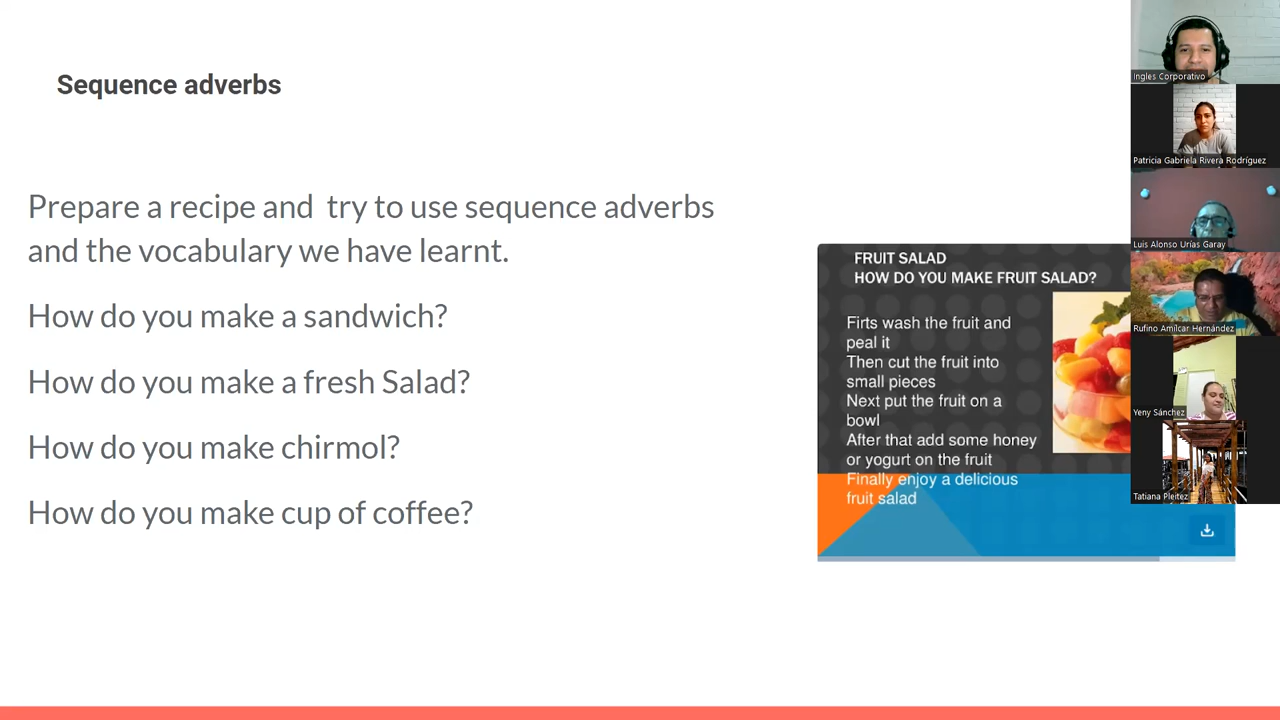 Sequence adverbs
Prepare a recipe and try to use sequence adverbs
and the vocabulary we have learnt.
How do you make a sandwich?
How do you make a fresh Salad?
How do you make chirmol?
How do you make cup of coffee?
FRUIT SALAD
HOW DO YOU MAKE FRUIT SALAD?
Firts wash the fruit and
peal it
Then cut the fruit into
small pieces
Next put the fruit on a
bowl
After that add some honey
or yogurt on the fruit
Finally enjoy a delicious
fruit salad
Ingles Corporativo
Patricia Gabriela Rivera Rodríguez
Luis Alonso Urías Garay
Rufino Amílcar Hernández
Yeny Sánchez
Tatiana Pleitez